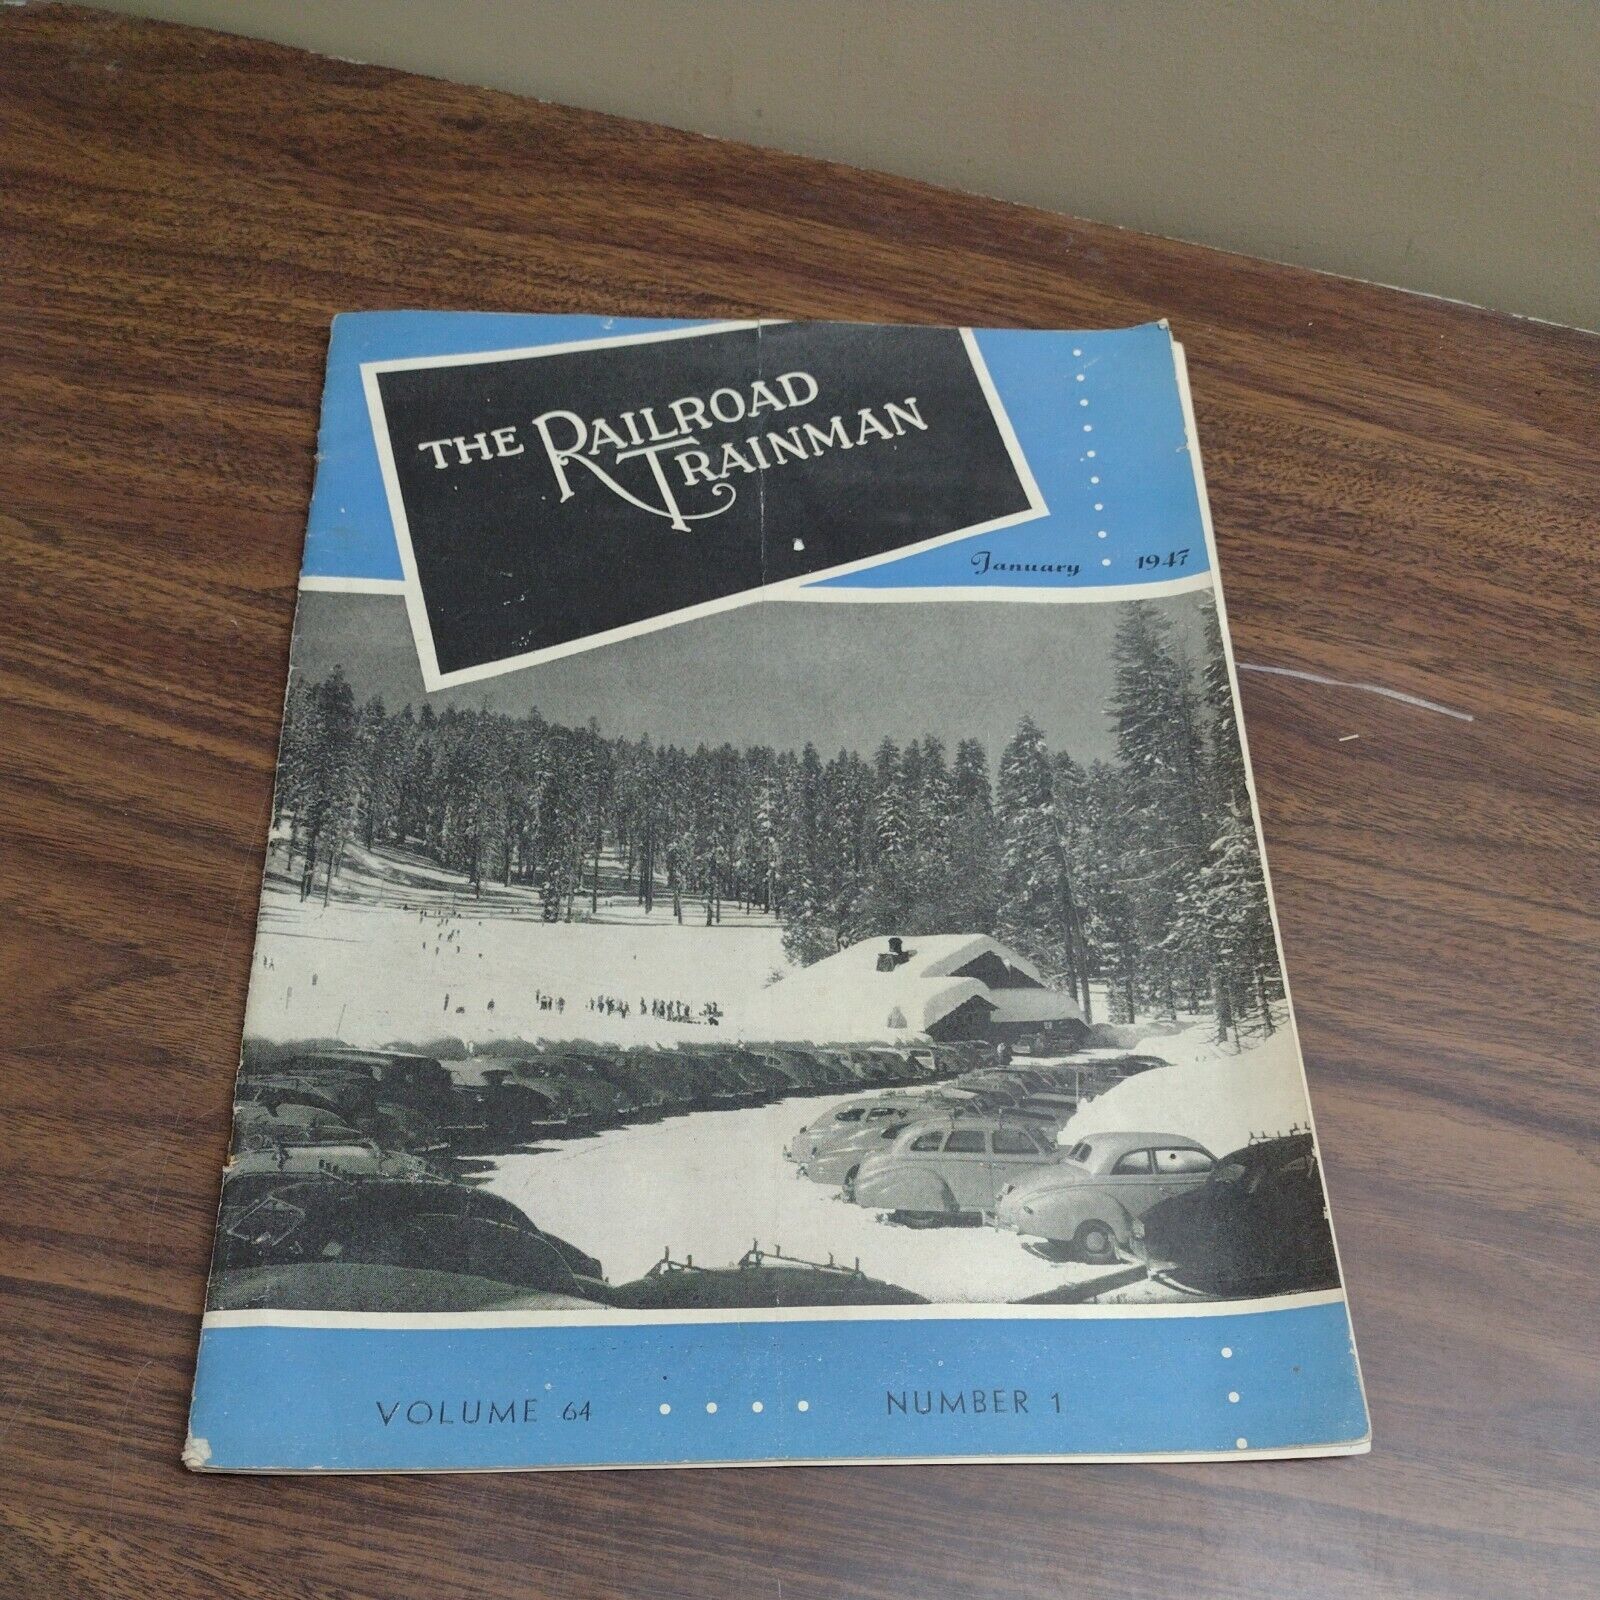 THE RAILROAD
TRAINMAN
January 1947
VOLUME 64 NUMBER 1